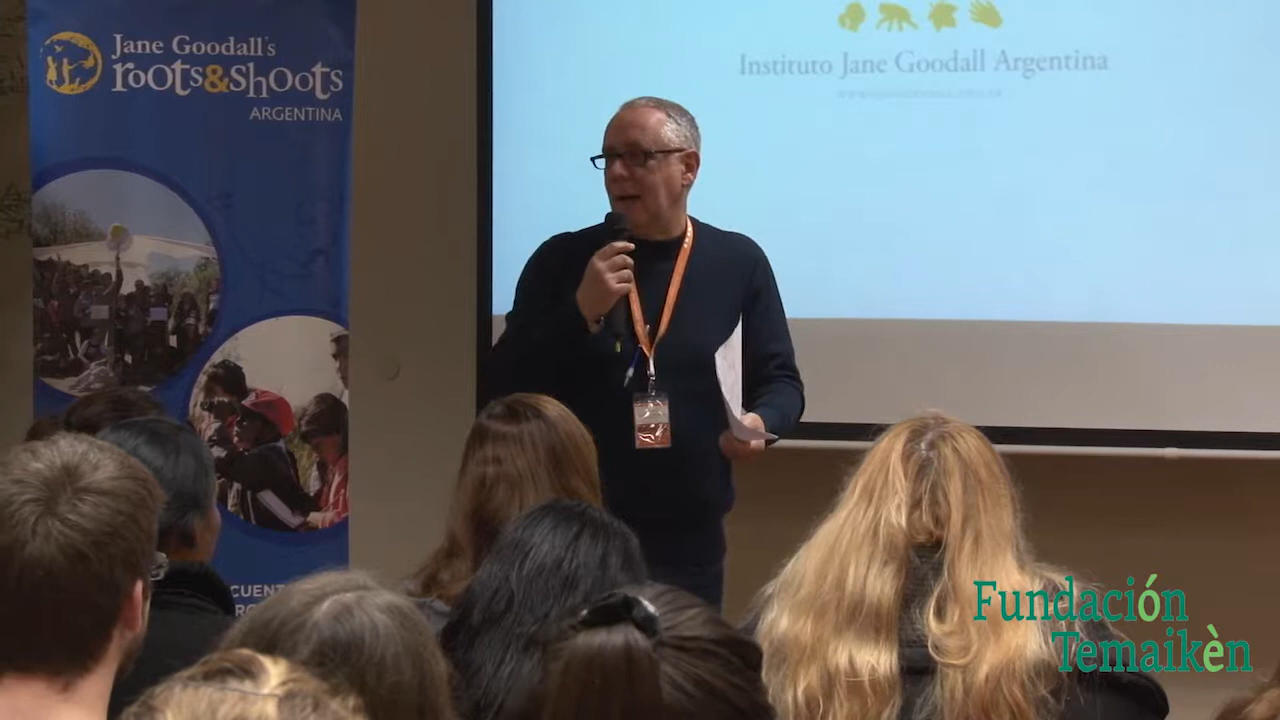 Jane Goodall's
roots&shoots
ARGENTINA
Instituto Jane Goodall Argentina
Fundación
Temaikèn